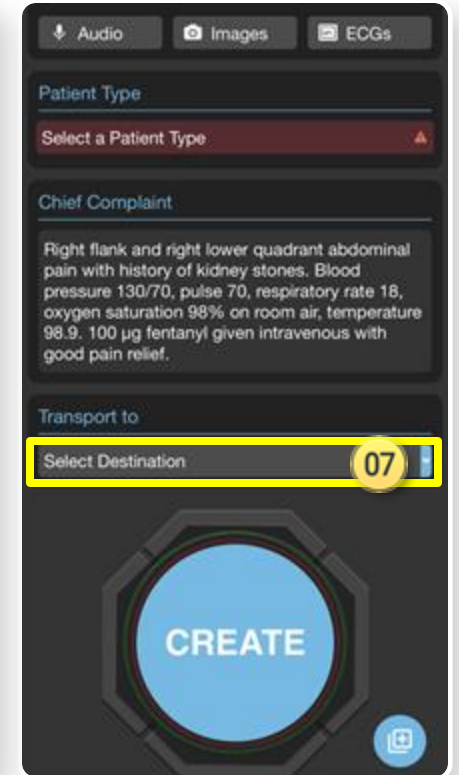 Audio
Images
ECGs
Patient Type
Select a Patient Type
Chief Complaint
Right flank and right lower quadrant abdominal
pain with history of kidney stones. Blood
pressure 130/70, pulse 70, respiratory rate 18,
oxygen saturation 98% on room air, temperature
98.9. 100 µg fentanyl given intravenous with
good pain relief.
Transport to
Select Destination
07
CREATE